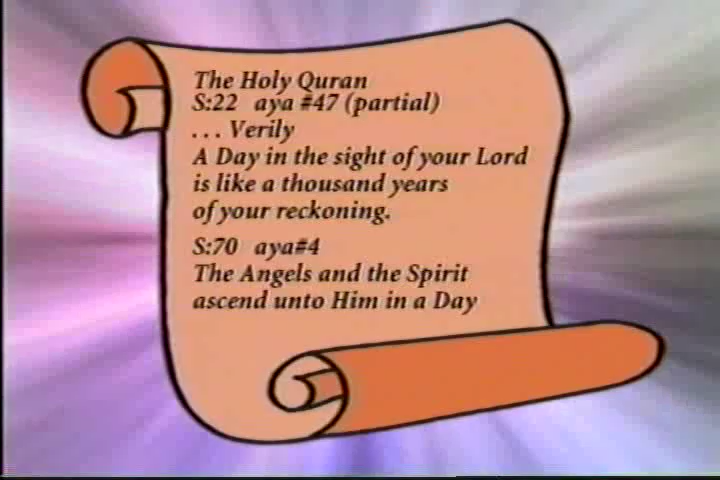 The Holy Quran
S:22 aya #47 (partial)
. . . Verily
A Day in the sight of your Lord
is like a thousand years
of your reckoning.
S:70 aya#4
The Angels and the Spirit
ascend unto Him in a Day